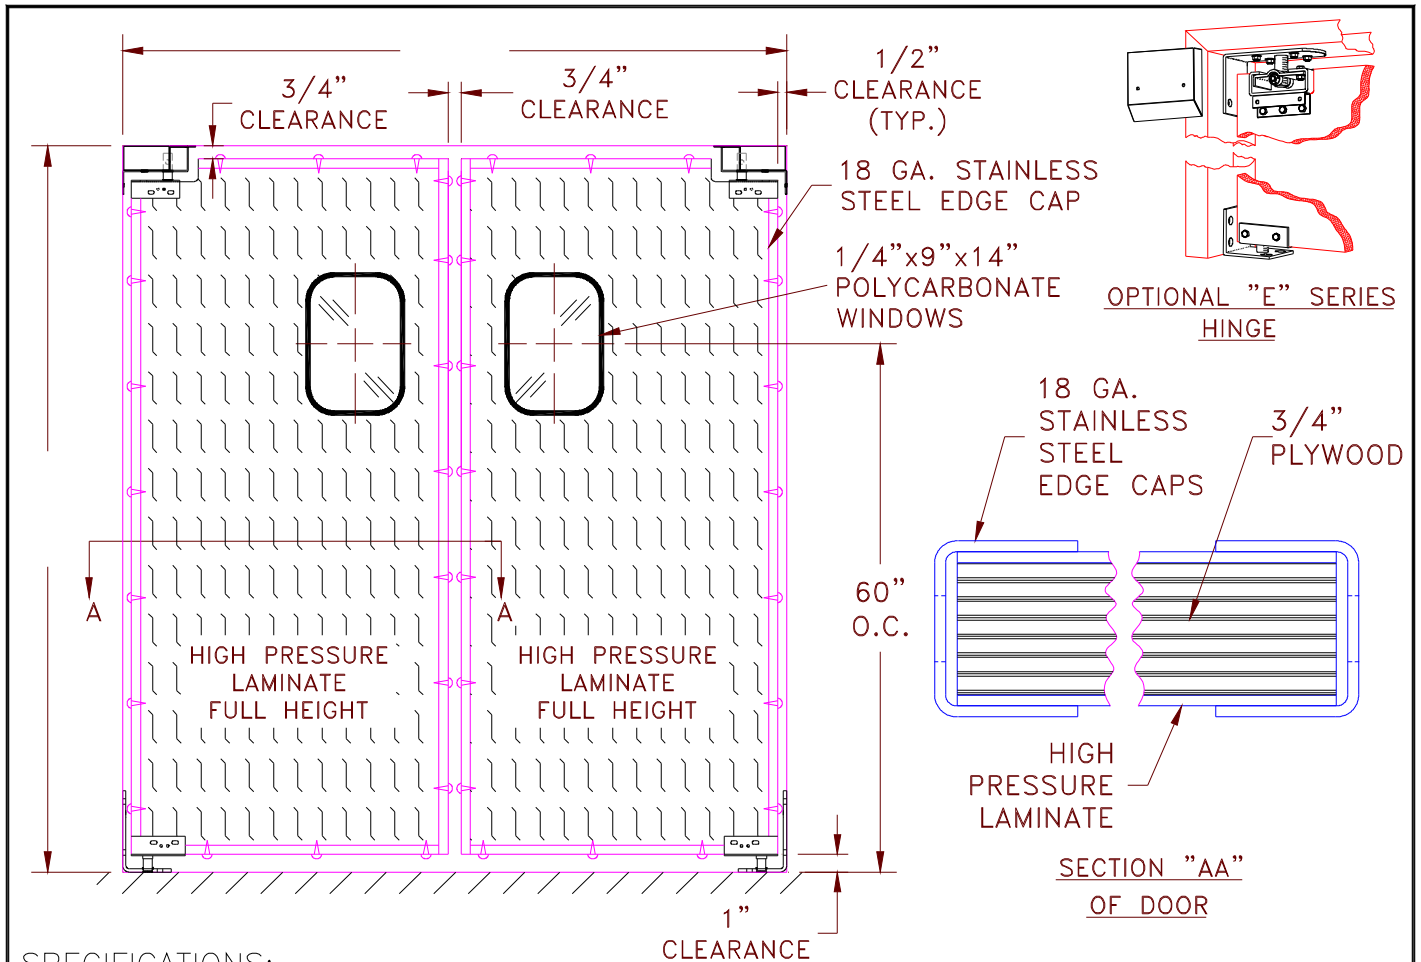 3/4"
CLEARANCE
3/4"
CLEARANCE
1/2"
CLEARANCE
(TYP.)
18 GA. STAINLESS
STEEL EDGE CAP
1/4"x9"x14"
POLYCARBONATE
WINDOWS
OPTIONAL "E" SERIES
HINGE
18 GA.
STAINLESS
STEEL
EDGE CAPS
3/4"
PLYWOOD
A
A
60"
O.C.
HIGH PRESSURE
LAMINATE
FULL HEIGHT
HIGH PRESSURE
LAMINATE
FULL HEIGHT
HIGH
PRESSURE
LAMINATE
SECTION "AA"
OF DOOR
1"
CLEARANCE
SPECIFICATIONS: